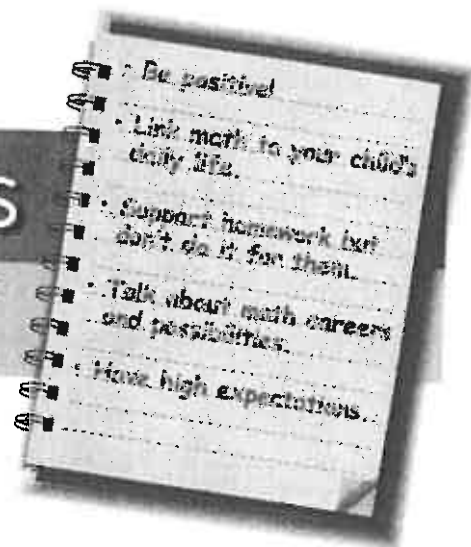 S
• Be positive!
• Link math to your child's
daily life.
• Support homework but
don't do it for them.
• Talk about math careers
and possibilities.
• Have high expectations.